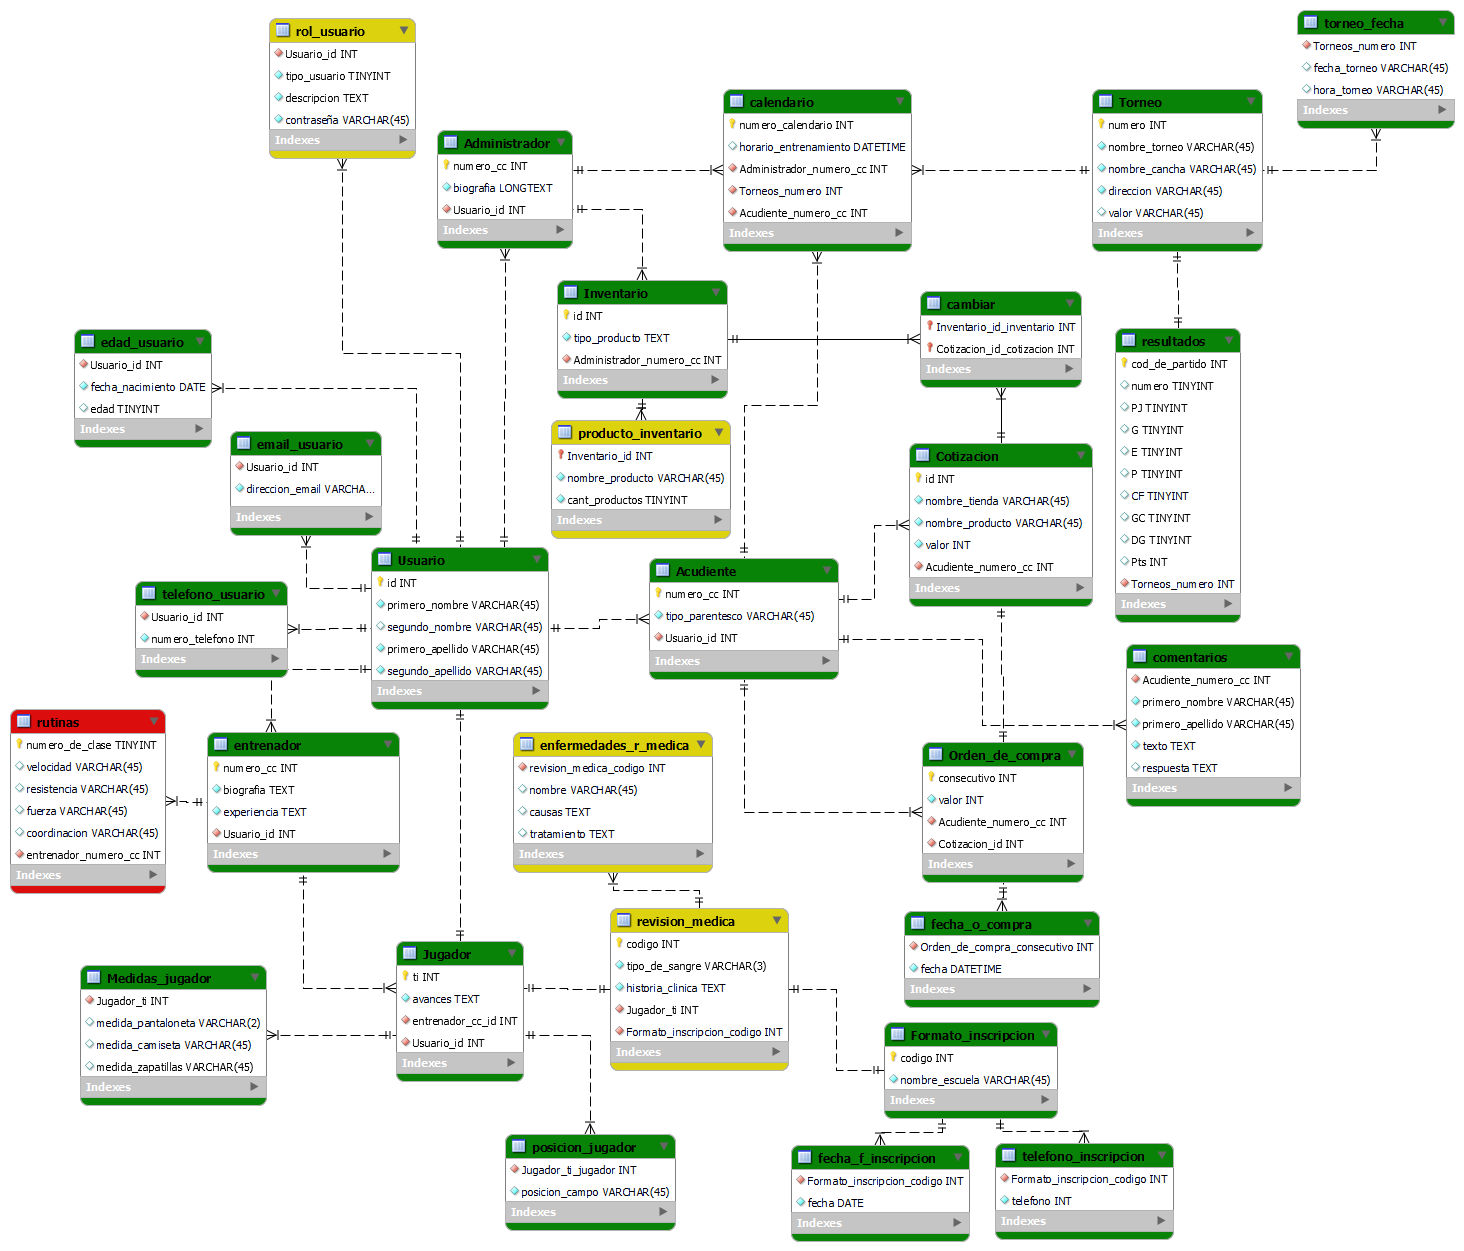 rol_usuario
Usuario_id INT
tipo_usuario TINYINT
descripcion TEXT
contraseña VARCHAR(45)
Indexes
torneo_fecha
Torneos_numero INT
fecha_torneo VARCHAR(45)
hora_torneo VARCHAR(45)
Indexes
Administrador
numero_cc INT
biografia LONGTEXT
Usuario_id INT
Indexes
calendario
numero_calendario INT
horario_entrenamiento DATETIME
Administrador_numero_cc INT
Torneos_numero INT
Acudiente_numero_cc INT
Indexes
Torneo
numero INT
nombre_torneo VARCHAR(45)
nombre_cancha VARCHAR(45)
direccion VARCHAR(45)
valor VARCHAR(45)
Indexes
Inventario
id INT
tipo_producto TEXT
Administrador_numero_cc INT
Indexes
cambiar
Inventario_id_inventario INT
Cotizacion_id_cotizacion INT
Indexes
edad_usuario
Usuario_id INT
fecha_nacimiento DATE
edad TINYINT
Indexes
resultados
cod_de_partido INT
numero TINYINT
PJ TINYINT
G TINYINT
E TINYINT
P TINYINT
CF TINYINT
GC TINYINT
DG TINYINT
Pts INT
Torneos_numero INT
Indexes
email_usuario
Usuario_id INT
direccion_email VARCHA...
Indexes
producto_inventario
Inventario_id INT
nombre_producto VARCHAR(45)
cant_productos TINYINT
Indexes
Cotizacion
id INT
nombre_tienda VARCHAR(45)
nombre_producto VARCHAR(45)
valor INT
Acudiente_numero_cc INT
Indexes
Usuario
id INT
primero_nombre VARCHAR(45)
segundo_nombre VARCHAR(45)
primero_apellido VARCHAR(45)
segundo_apellido VARCHAR(45)
Indexes
Acudiente
numero_cc INT
tipo_parentesco VARCHAR(45)
Usuario_id INT
Indexes
telefono_usuario
Usuario_id INT
numero_telefono INT
Indexes
comentarios
Acudiente_numero_cc INT
primero_nombre VARCHAR(45)
primero_apellido VARCHAR(45)
texto TEXT
respuesta TEXT
Indexes
rutinas
numero_de_clase TINYINT
velocidad VARCHAR(45)
resistencia VARCHAR(45)
fuerza VARCHAR(45)
coordinacion VARCHAR(45)
entrenador_numero_cc INT
Indexes
entrenador
numero_cc INT
biografia TEXT
experiencia TEXT
Usuario_id INT
Indexes
enfermedades_r_medica
revision_medica_codigo INT
nombre VARCHAR(45)
causas TEXT
tratamiento TEXT
Indexes
Orden_de_compra
consecutivo INT
valor INT
Acudiente_numero_cc INT
Cotizacion_id INT
Indexes
revision_medica
codigo INT
tipo_de_sangre VARCHAR(3)
historia_clinica TEXT
Jugador_ti INT
Formato_inscripcion_codigo INT
Indexes
fecha_o_compra
Orden_de_compra_consecutivo INT
fecha DATETIME
Indexes
Jugador
ti INT
avances TEXT
entrenador_cc_id INT
Usuario_id INT
Indexes
Medidas_jugador
Jugador_ti INT
medida_pantaloneta VARCHAR(2)
medida_camiseta VARCHAR(45)
medida_zapatillas VARCHAR(45)
Indexes
Formato_inscripcion
codigo INT
nombre_escuela VARCHAR(45)
Indexes
posicion_jugador
Jugador_ti_jugador INT
posicion_campo VARCHAR(45)
Indexes
fecha_f_inscripcion
Formato_inscripcion_codigo INT
fecha DATE
Indexes
telefono_inscripcion
Formato_inscripcion_codigo INT
telefono INT
Indexes